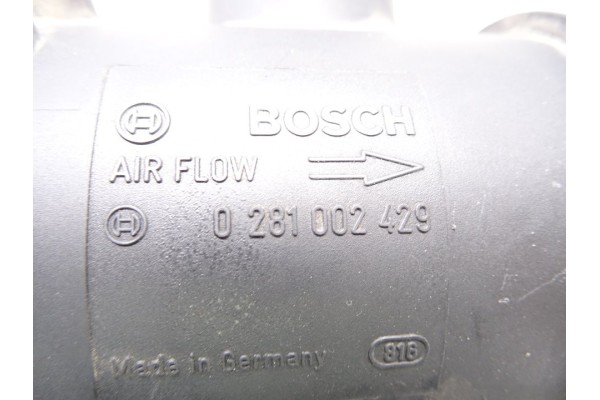 BOSCH
AIR FLOW
0 281 002 429
Made in Germany 816